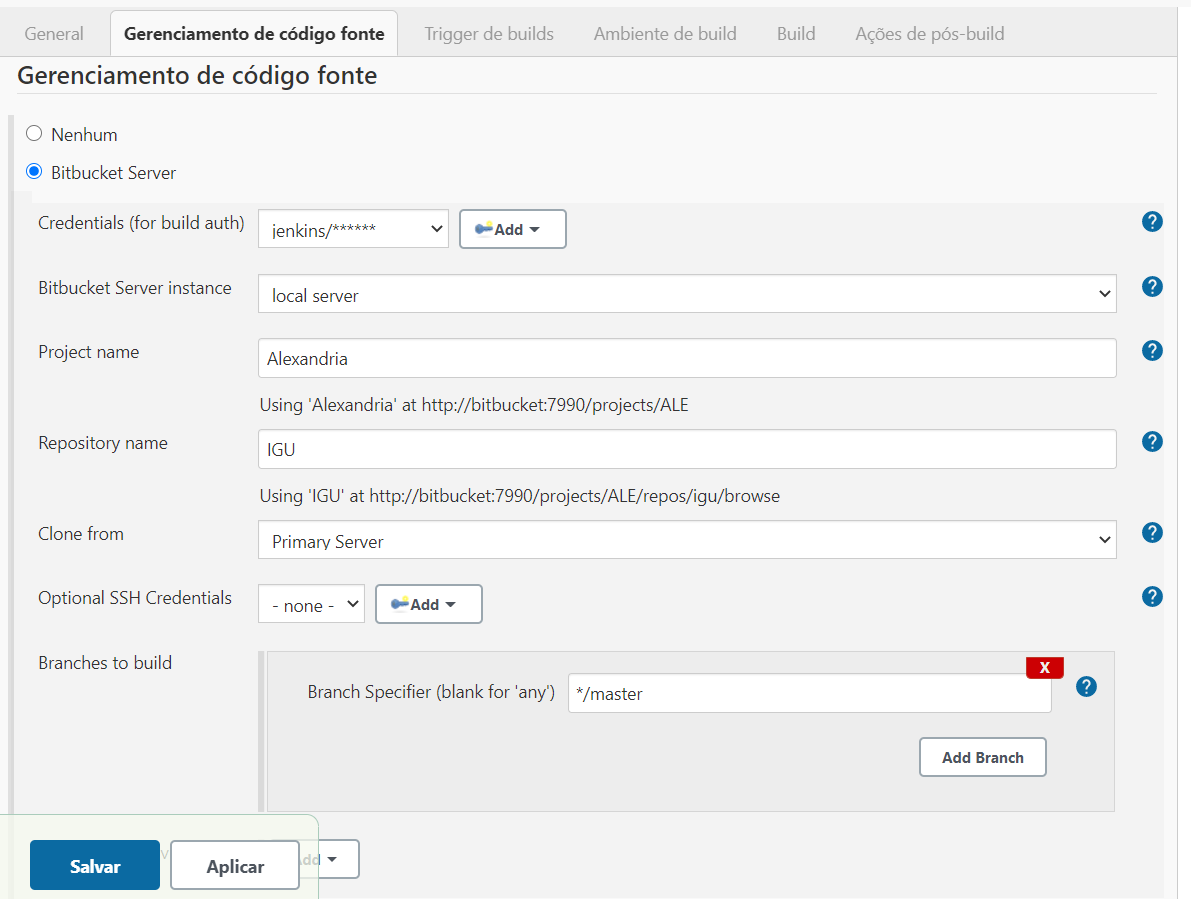 General Gerenciamento de código fonte Trigger de builds Ambiente de build Build Ações de pós-build
Gerenciamento de código fonte
Nenhum
Bitbucket Server
Credentials (for build auth) jenkins/****** Add ?
Bitbucket Server instance local server ?
Project name Alexandria ?
Using 'Alexandria' at http://bitbucket:7990/projects/ALE
Repository name IGU ?
Using 'IGU' at http://bitbucket:7990/projects/ALE/repos/igu/browse
Clone from Primary Server ?
Optional SSH Credentials - none - Add ?
Branches to build
X
Branch Specifier (blank for 'any') */master ?
Add Branch
Salvar Aplicar